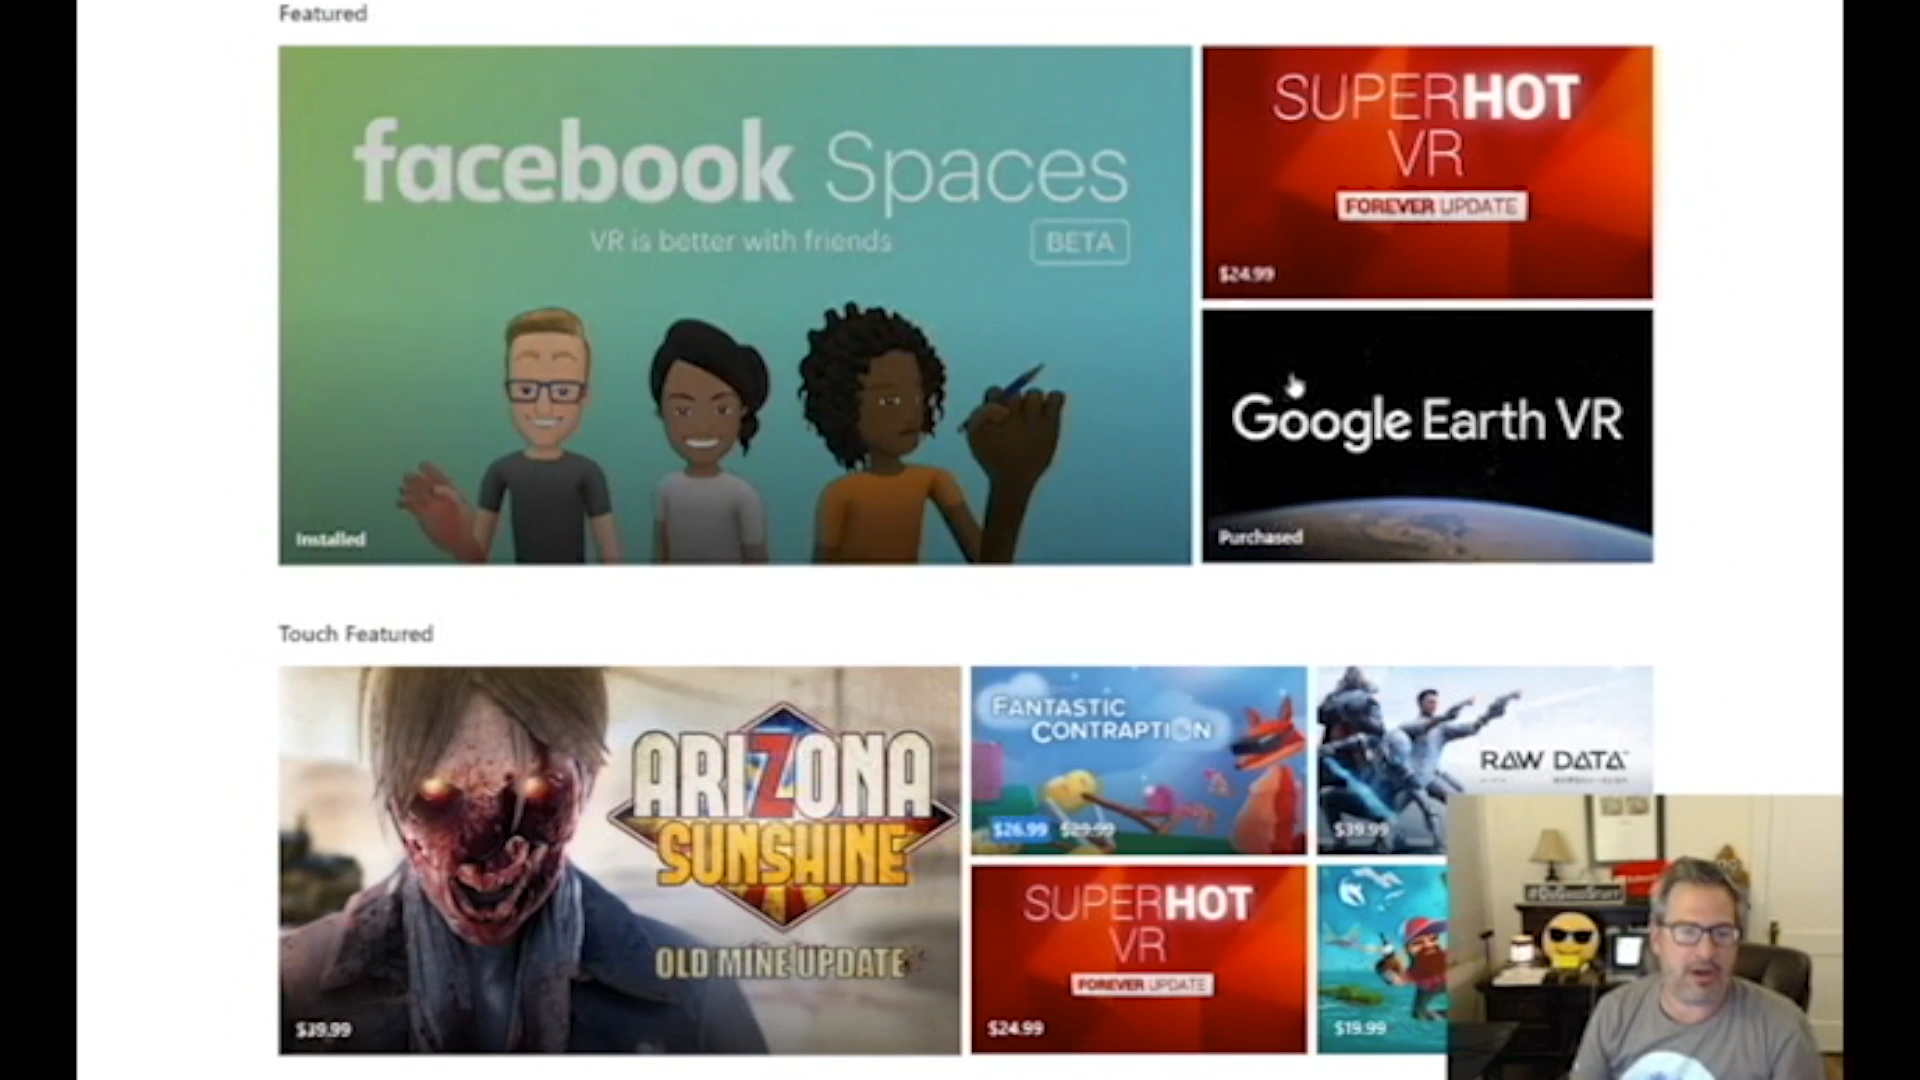 Featured
facebook Spaces
VR is better with friends
BETA
Installed
SUPERHOT
VR
FOREVER UPDATE
$24.99
Google Earth VR
Purchased
Touch Featured
ARIZONA
SUNSHINE
OLD MINE UPDATE
$39.99
FANTASTIC
CONTRAPTION
$26.99 $29.99
RAW DATA
$39.99
SUPERHOT
VR
FOREVER UPDATE
$24.99
$19.99